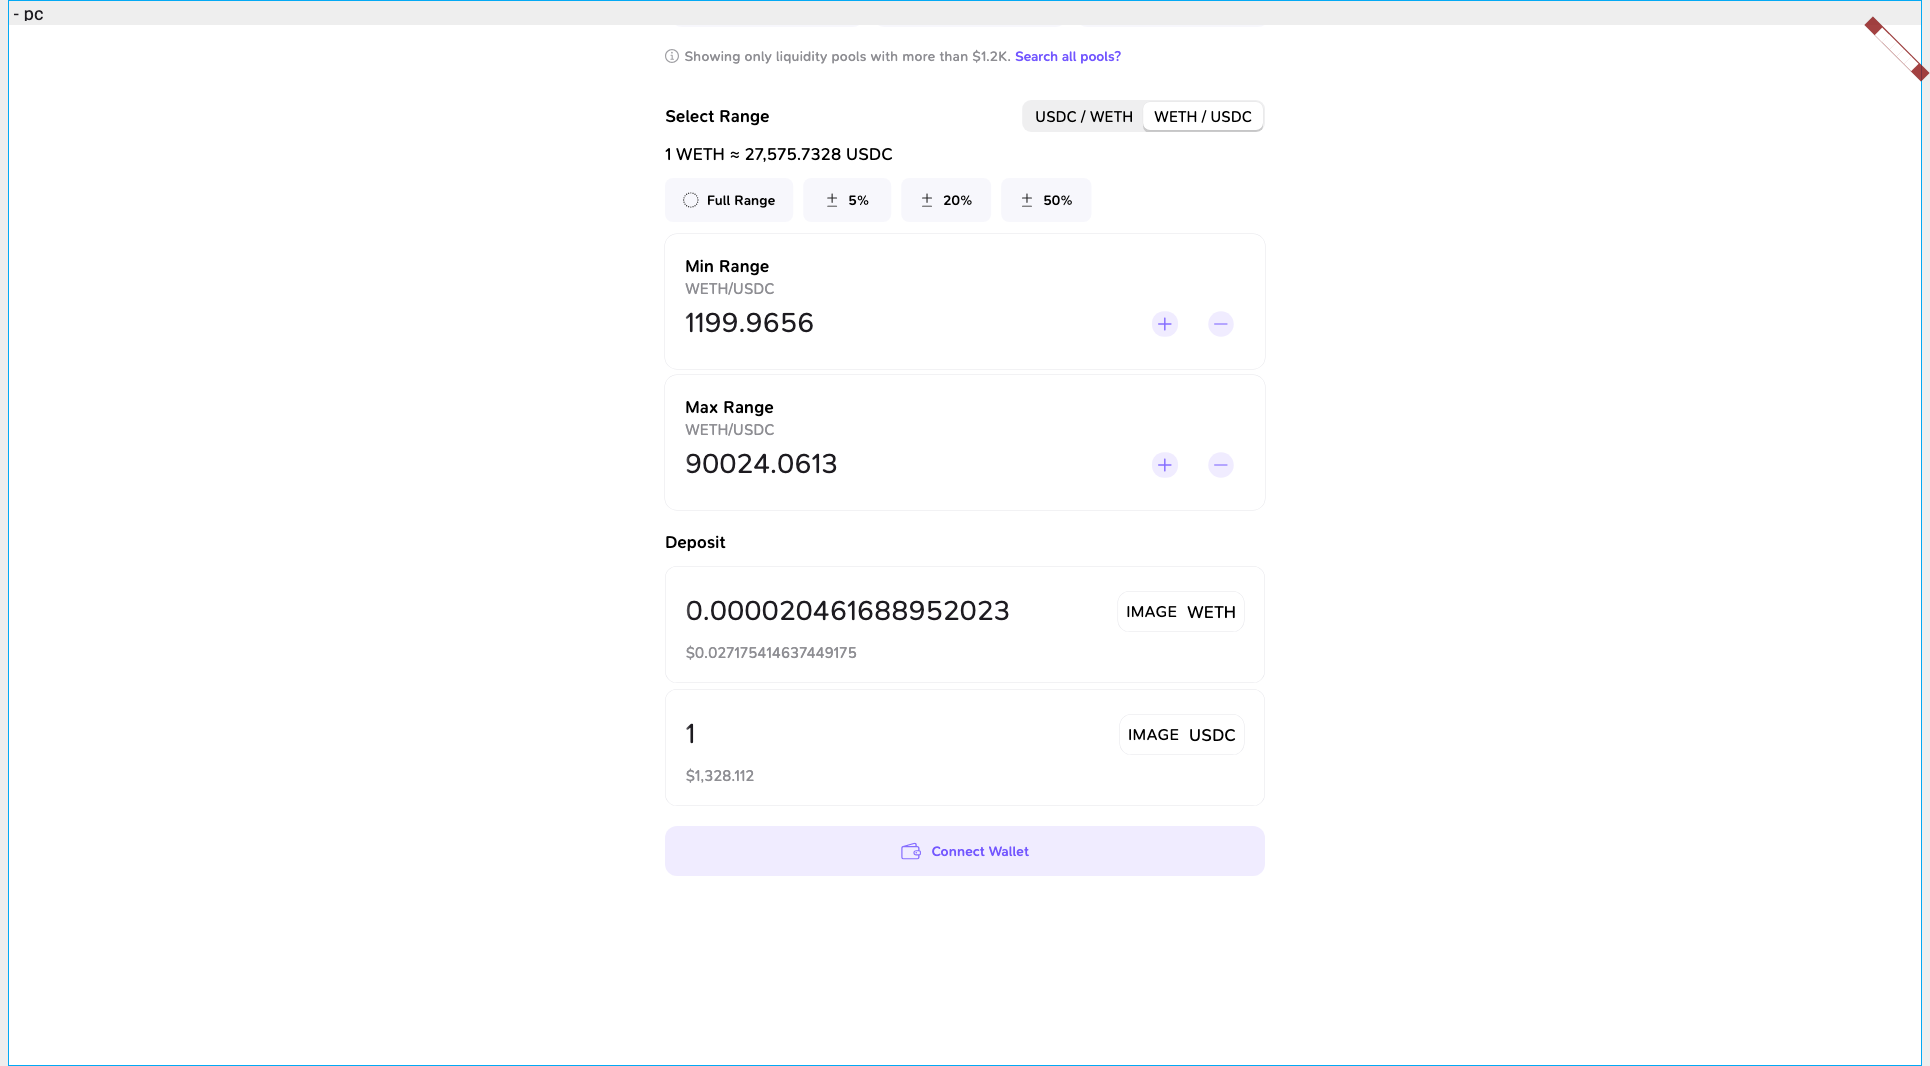 - pc
Showing only liquidity pools with more than $1.2K. Search all pools?
Select Range
USDC / WETH WETH / USDC
1 WETH ≈ 27,575.7328 USDC
Full Range ± 5% ± 20% ± 50%
Min Range
WETH/USDC
1199.9656
Max Range
WETH/USDC
90024.0613
Deposit
0.000020461688952023 IMAGE WETH
$0.027175414637449175
1 IMAGE USDC
$1,328.112
Connect Wallet